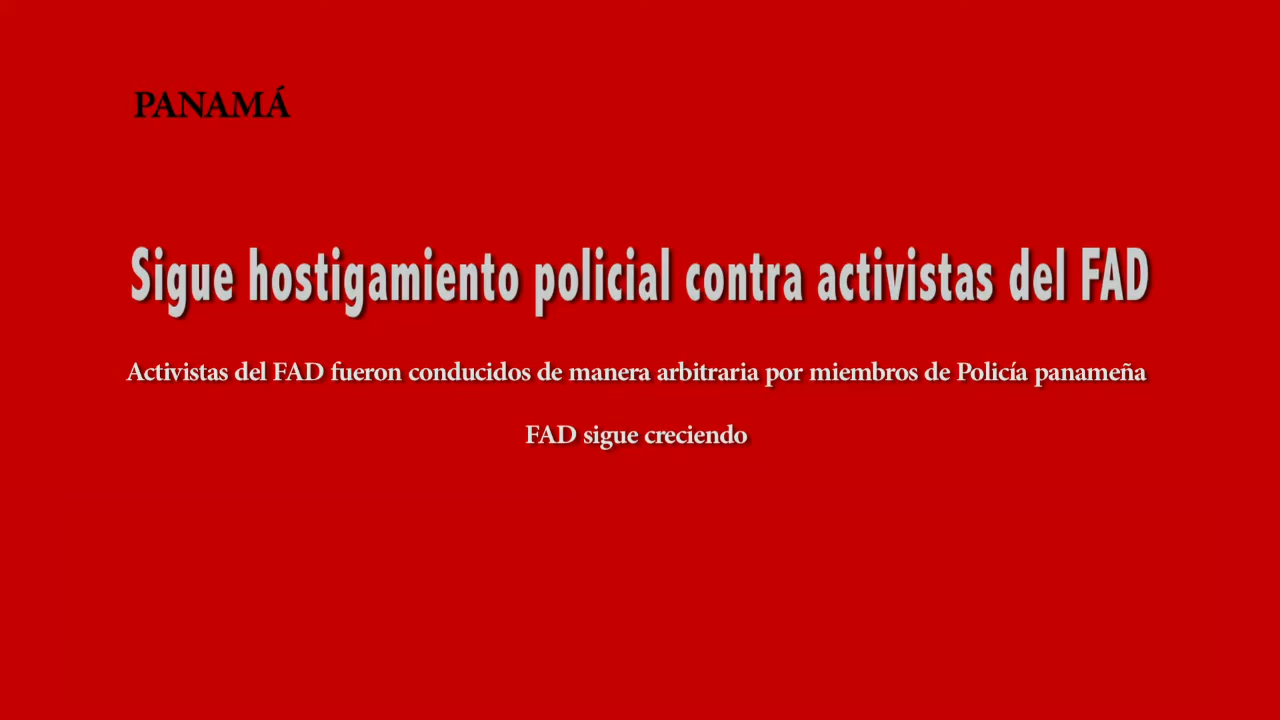 PANAMÁ
Sigue hostigamiento policial contra activistas del FAD
Activistas del FAD fueron conducidos de manera arbitraria por miembros de Policía panameña
FAD sigue creciendo